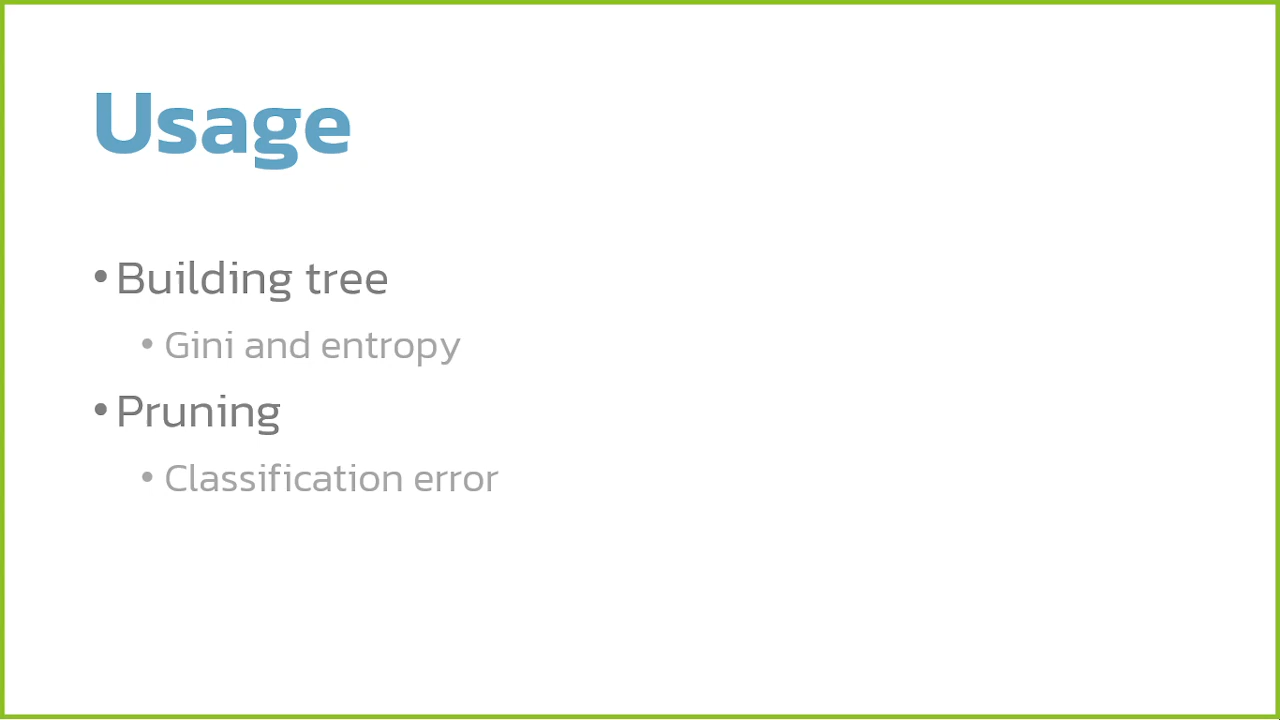 Usage
• Building tree
• Gini and entropy
• Pruning
• Classification error